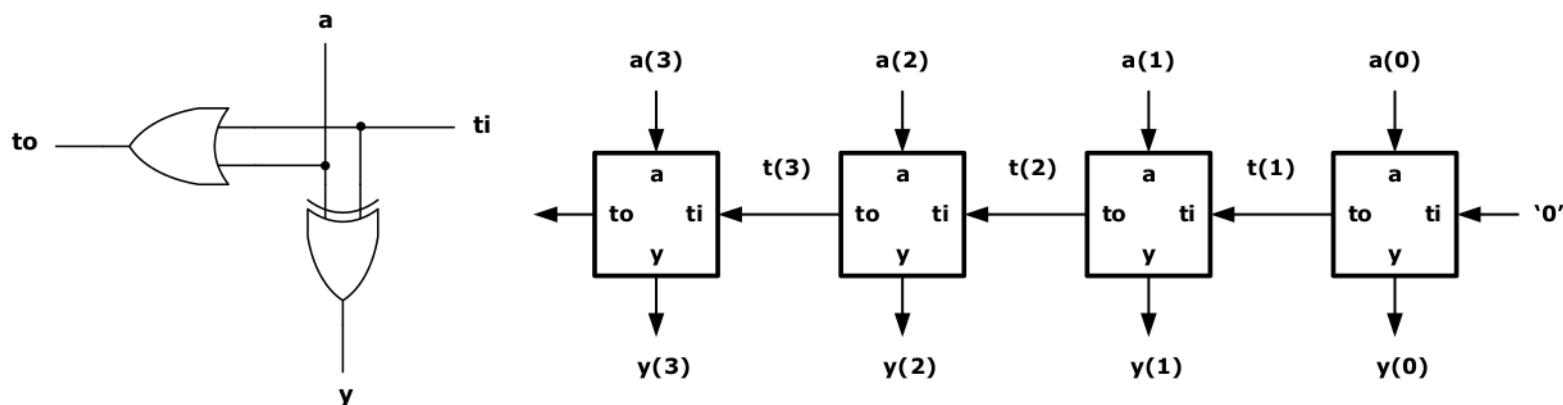 a
to
ti
y
a(3) a(2) a(1) a(0)
t(3) t(2) t(1)
a a a a
to ti to ti to ti to ti ‘0’
y y y y
y(3) y(2) y(1) y(0)